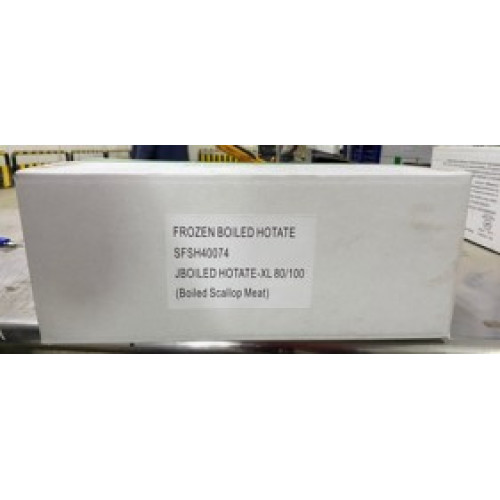 FROZEN BOILED HOTATE
SFSH40074
JBOILED HOTATE-XL 80/100
(Boiled Scallop Meat)